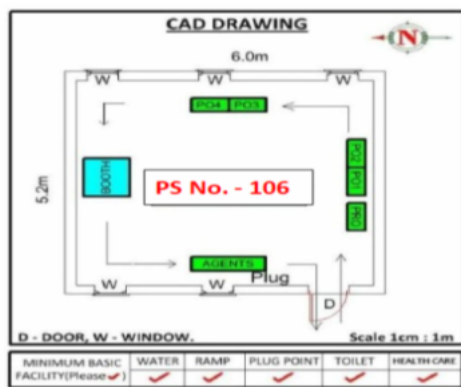 CAD DRAWING
N
6.0m
W W W
PO4 PO3
5.2m
BOOTH
PS No. - 106
PO2
PO1
PRO
AGENTS
Plug
W W
D
D - DOOR, W - WINDOW. Scale 1cm : 1m
MINIMUM BASIC FACILITY(Please ✓) WATER RAMP PLUG POINT TOILET HEALTH CARE
✓ ✓ ✓ ✓ ✓